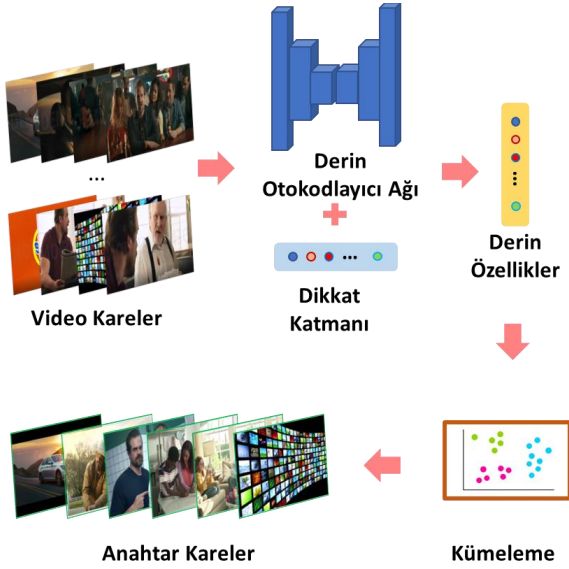 ...
Video Kareler
Derin
Otokodlayıcı Ağı
+
Dikkat
Katmanı
Derin
Özellikler
Kümeleme
Anahtar Kareler